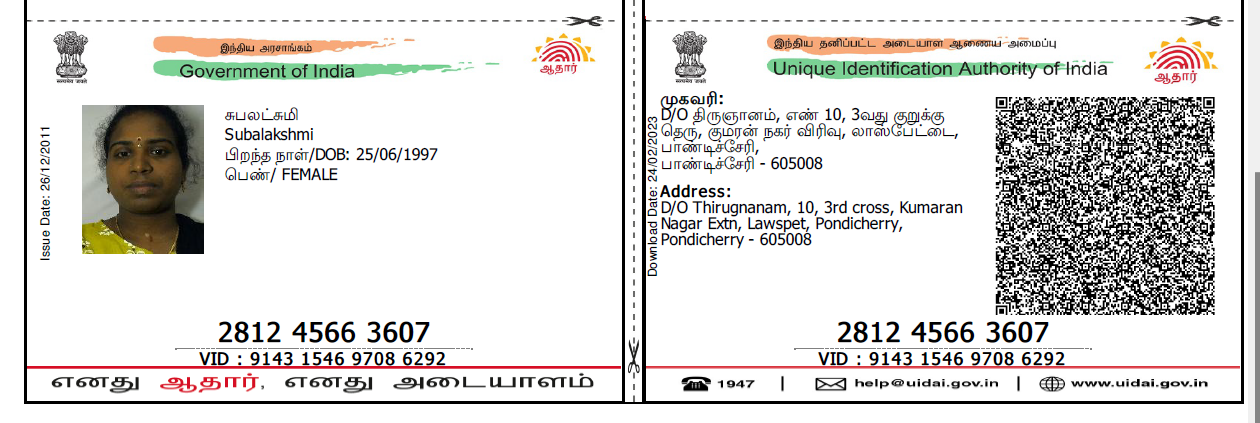 இந்திய அரசாங்கம்
Government of India
ஆதார்
Issue Date: 26/12/2011
சுபலட்சுமி
Subalakshmi
பிறந்த நாள்/DOB: 25/06/1997
பெண்/ FEMALE
2812 4566 3607
VID : 9143 1546 9708 6292
எனது ஆதார், எனது அடையாளம்
இந்திய தனிப்பட்ட அடையாள ஆணைய அமைப்பு
Unique Identification Authority of India
ஆதார்
Download Date: 24/02/2023
முகவரி:
D/O திருஞானம், எண் 10, 3வது குறுக்கு
தெரு, குமரன் நகர் விரிவு, லாஸ்பேட்டை,
பாண்டிச்சேரி,
பாண்டிச்சேரி - 605008
Address:
D/O Thirugnanam, 10, 3rd cross, Kumaran
Nagar Extn, Lawspet, Pondicherry,
Pondicherry - 605008
2812 4566 3607
VID : 9143 1546 9708 6292
1947 | help@uidai.gov.in | www.uidai.gov.in